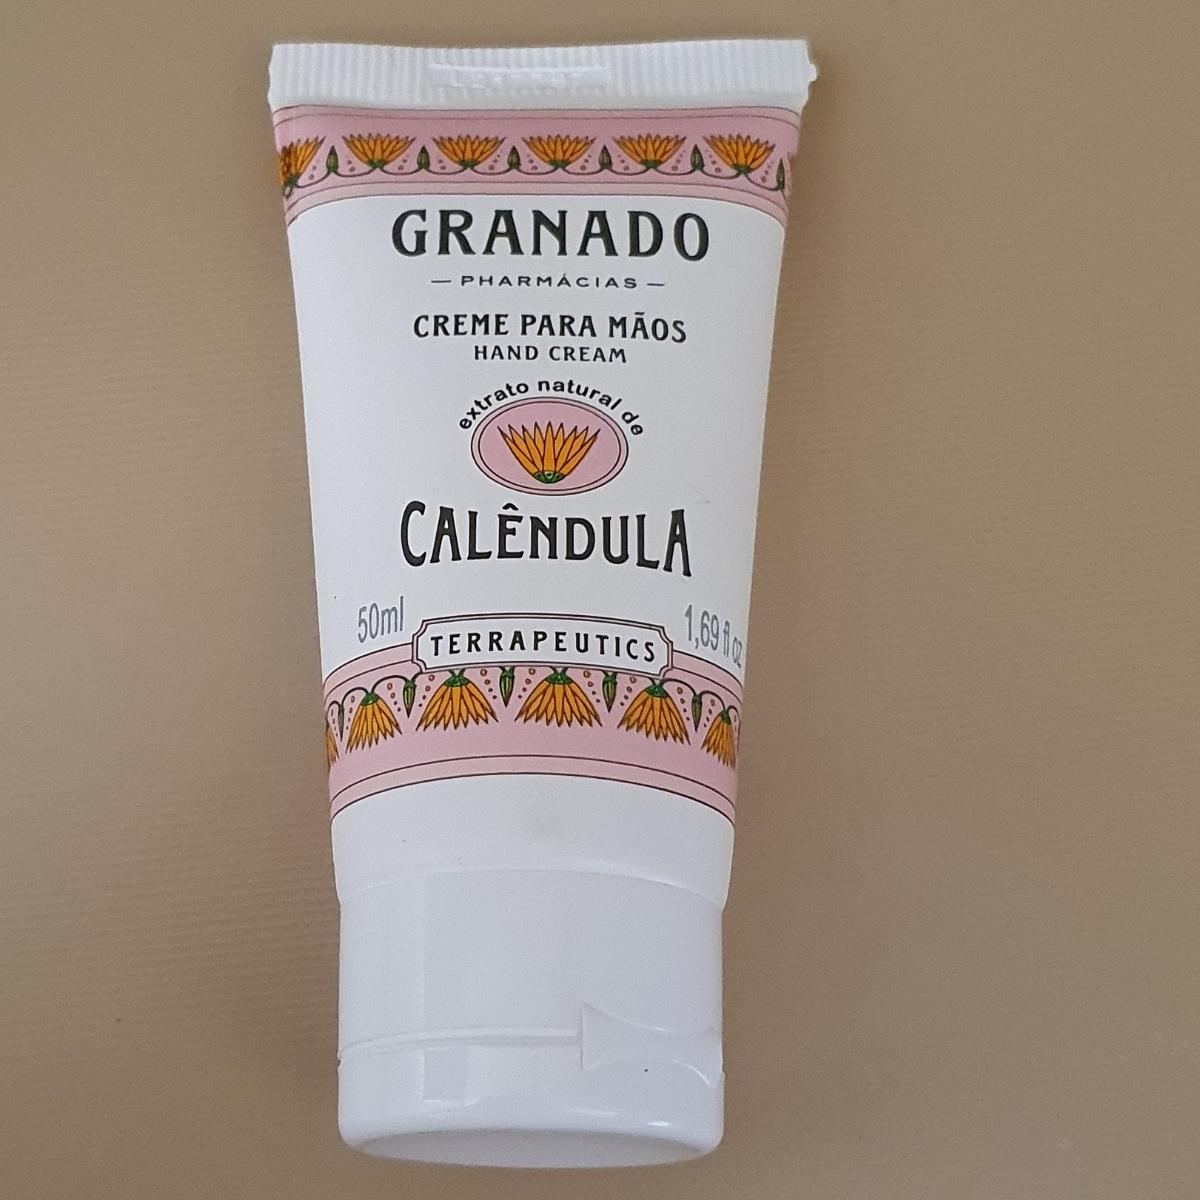 GRANADO
— PHARMÁCIAS —
CREME PARA MÃOS
HAND CREAM
extrato natural de
CALÊNDULA
50ml 1,69 fl oz
TERRAPEUTICS